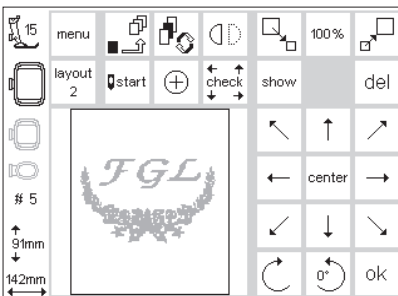 15 menu 100%
layout start check show del
2
# 5
FGL
center
91mm
0°
142mm ok